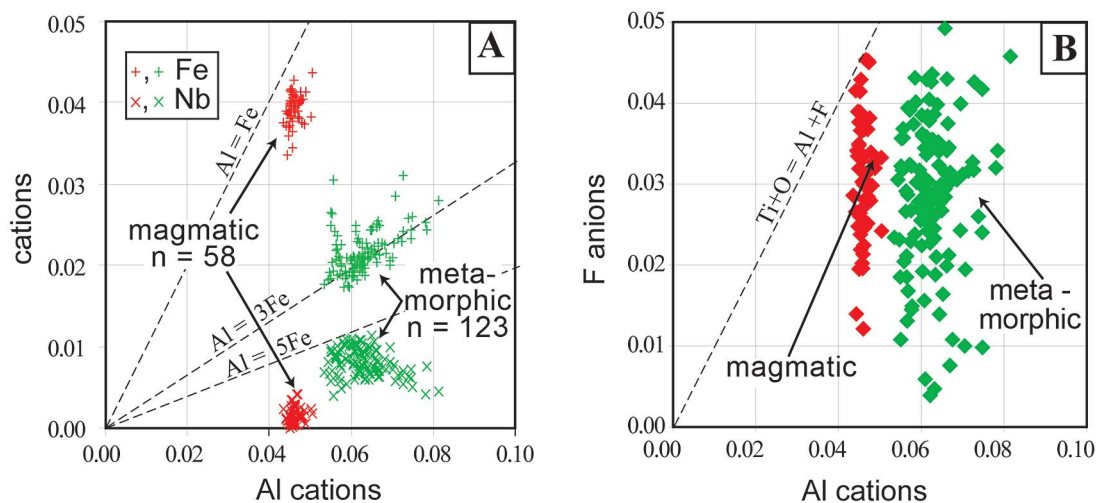 A
+, + Fe
×, × Nb
Al = Fe
magmatic
n = 58
Al = 3Fe
Al = 5Fe
meta-
morphic
n = 123
cations
0.05
0.04
0.03
0.02
0.01
0.00
0.00 0.02 0.04 0.06 0.08 0.10
Al cations
B
Ti+O = Al+F
magmatic
meta -
morphic
F anions
0.05
0.04
0.03
0.02
0.01
0.00
0.00 0.02 0.04 0.06 0.08 0.10
Al cations